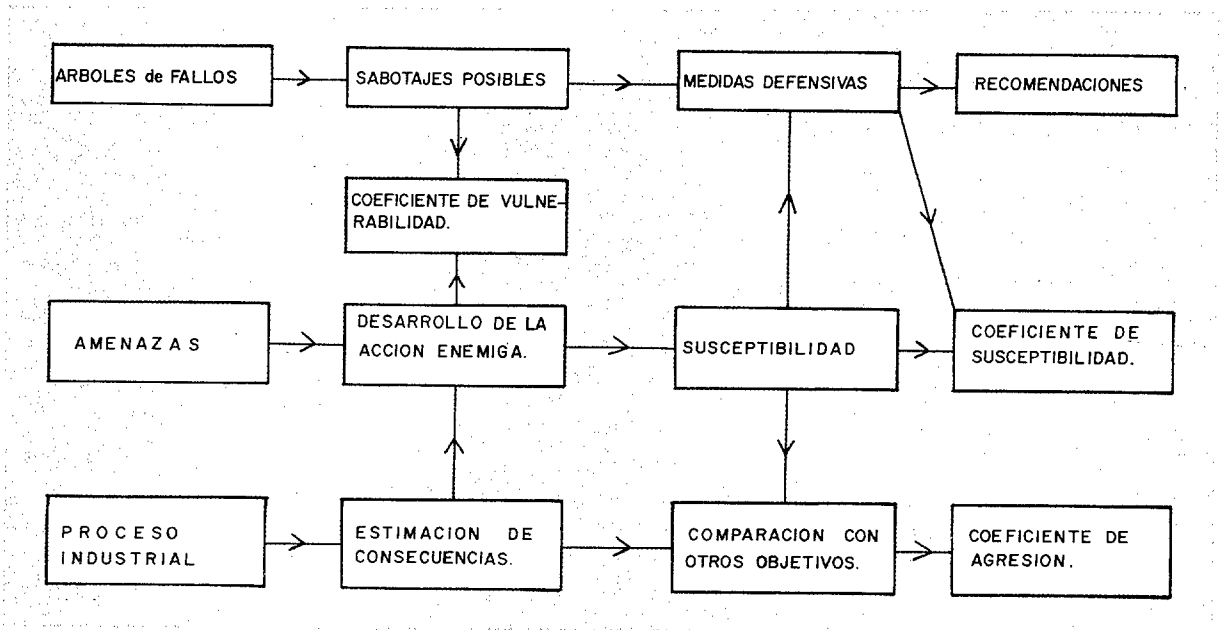 ARBOLES de FALLOS
SABOTAJES POSIBLES
MEDIDAS DEFENSIVAS
RECOMENDACIONES
COEFICIENTE DE VULNE-
RABILIDAD.
AMENAZAS
DESARROLLO DE LA
ACCION ENEMIGA.
SUSCEPTIBILIDAD
COEFICIENTE DE
SUSCEPTIBILIDAD.
PROCESO
INDUSTRIAL
ESTIMACION DE
CONSECUENCIAS.
COMPARACION CON
OTROS OBJETIVOS.
COEFICIENTE DE
AGRESION.